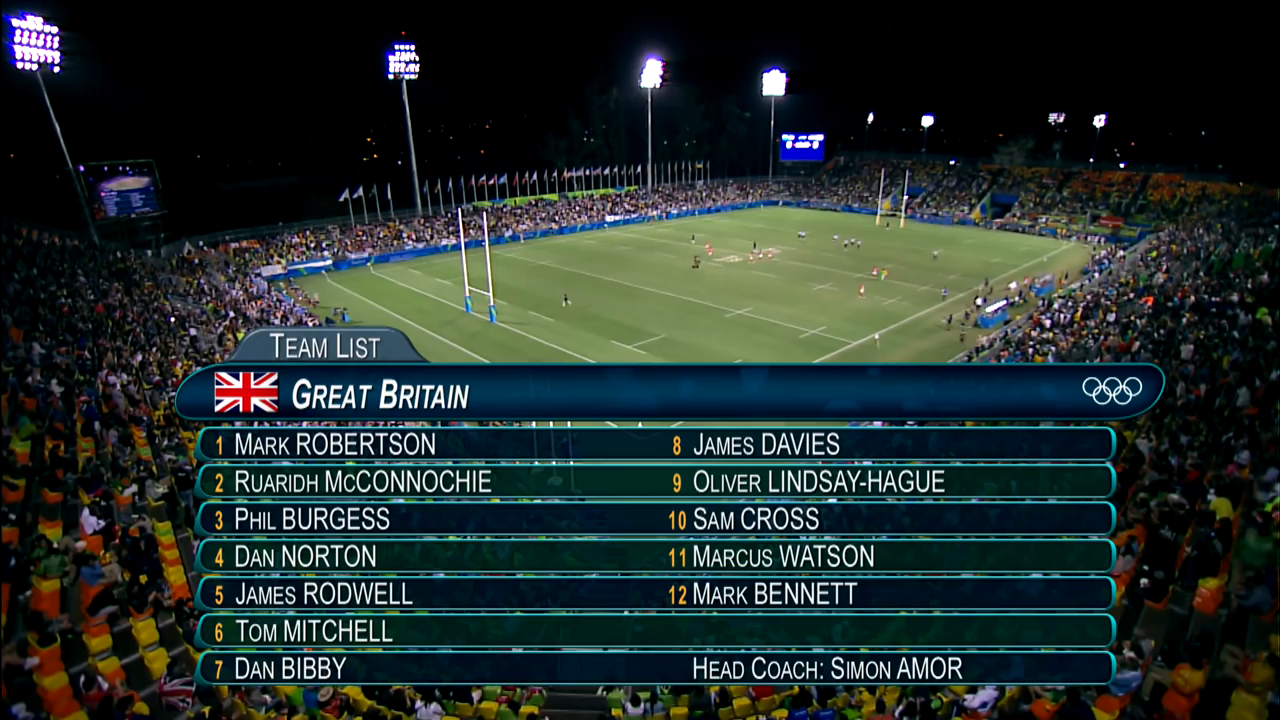 TEAM LIST
GREAT BRITAIN
1 MARK ROBERTSON
2 RUARIDH MCCONNOCHIE
3 PHIL BURGESS
4 DAN NORTON
5 JAMES RODWELL
6 TOM MITCHELL
7 DAN BIBBY
8 JAMES DAVIES
9 OLIVER LINDSAY-HAGUE
10 SAM CROSS
11 MARCUS WATSON
12 MARK BENNETT
HEAD COACH: SIMON AMOR